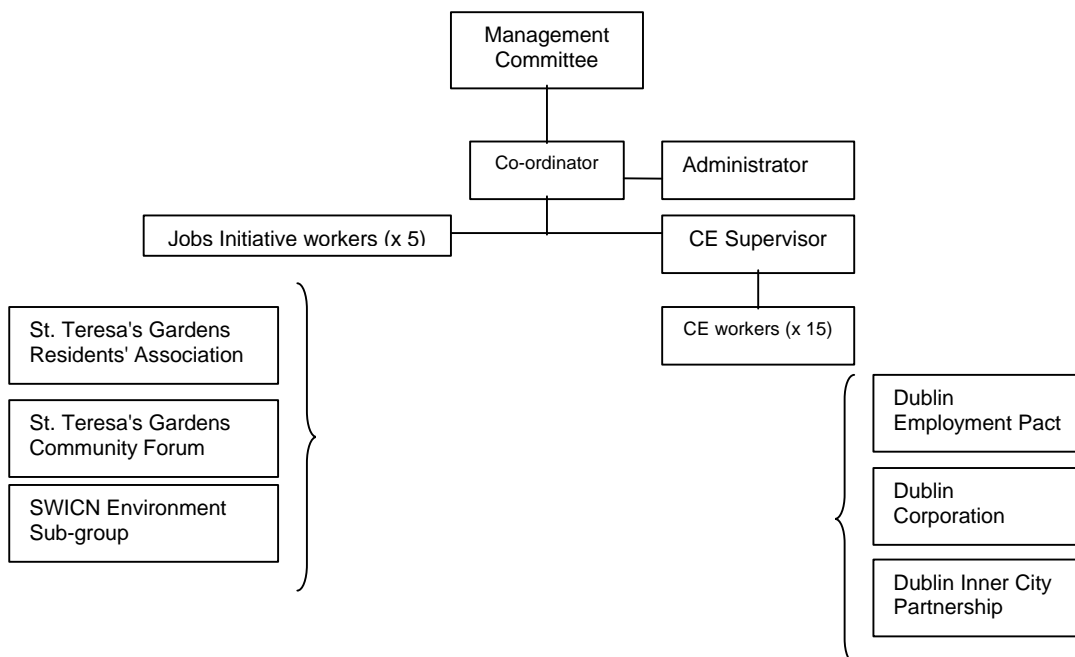 Management
Committee
Co-ordinator
Administrator
Jobs Initiative workers (x 5)
CE Supervisor
CE workers (x 15)
St. Teresa's Gardens
Residents' Association
St. Teresa's Gardens
Community Forum
SWICN Environment
Sub-group
Dublin
Employment Pact
Dublin
Corporation
Dublin Inner City
Partnership